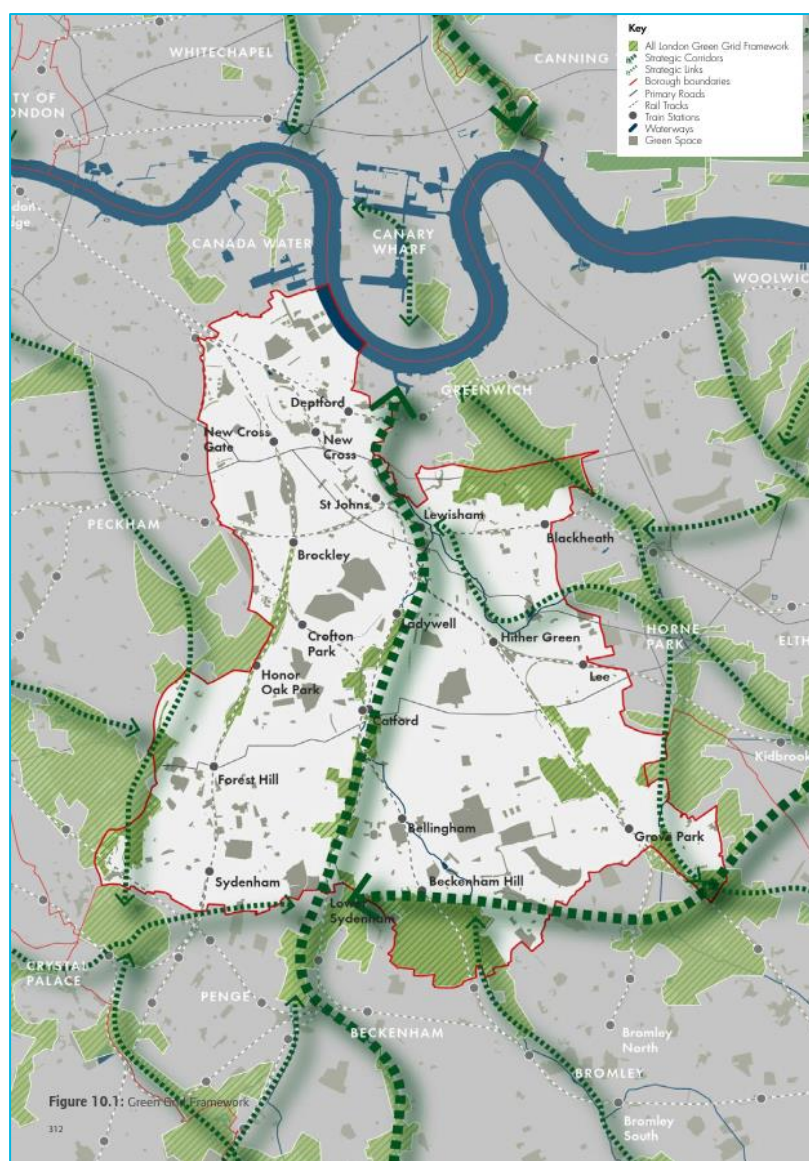 Key
All London Green Grid Framework
Strategic Corridors
Strategic Links
Borough boundaries
Primary Roads
Rail Tracks
Train Stations
Waterways
Green Space
WHITECHAPEL
CANNING
TY OF
ONDON
don
dge
CANADA WATER
CANARY
WHARF
WOOLWIC
GREENWICH
Deptford
New Cross
Gate
New
Cross
St Johns
Lewisham
Blackheath
PECKHAM
Brockley
Ladywell
Crofton
Park
Hither Green
HORNE
PARK
ELTH
Honor
Oak Park
Lee
Catford
Kidbrook
Forest Hill
Bellingham
Grove Park
Sydenham
Beckenham Hill
Lower
Sydenham
CRYSTAL
PALACE
PENGE
BECKENHAM
Bromley
North
BROMLEY
Bromley
South
Figure 10.1: Green Grid Framework
312